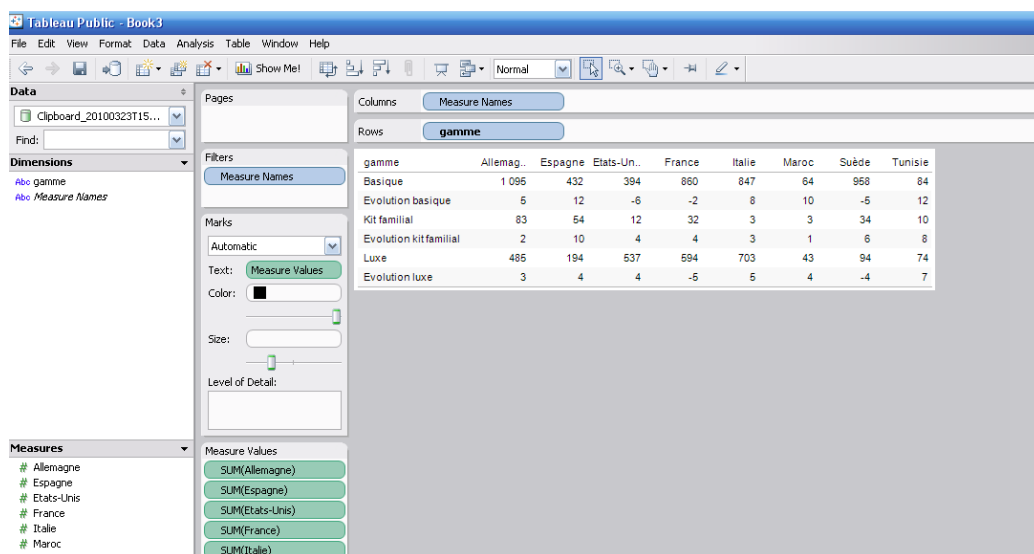 Tableau Public - Book3
File Edit View Format Data Analysis Table Window Help
Show Me! Normal
Data
Clipboard_20100323T15...
Find:
Dimensions
Abc gamme
Abc Measure Names
Measures
# Allemagne
# Espagne
# Etats-Unis
# France
# Italie
# Maroc
Pages
Filters
Measure Names
Marks
Automatic
Text: Measure Values
Color:
Size:
Level of Detail:
Measure Values
SUM(Allemagne)
SUM(Espagne)
SUM(Etats-Unis)
SUM(France)
SUM(Italie)
Columns Measure Names
Rows gamme
gamme Allemag.. Espagne Etats-Un.. France Italie Maroc Suède Tunisie
Basique 1 095 432 394 860 847 64 958 84
Evolution basique 5 12 -6 -2 8 10 -5 12
Kit familial 83 54 12 32 3 3 34 10
Evolution kit familial 2 10 4 4 3 1 6 8
Luxe 485 194 537 594 703 43 94 74
Evolution luxe 3 4 4 -5 5 4 -4 7